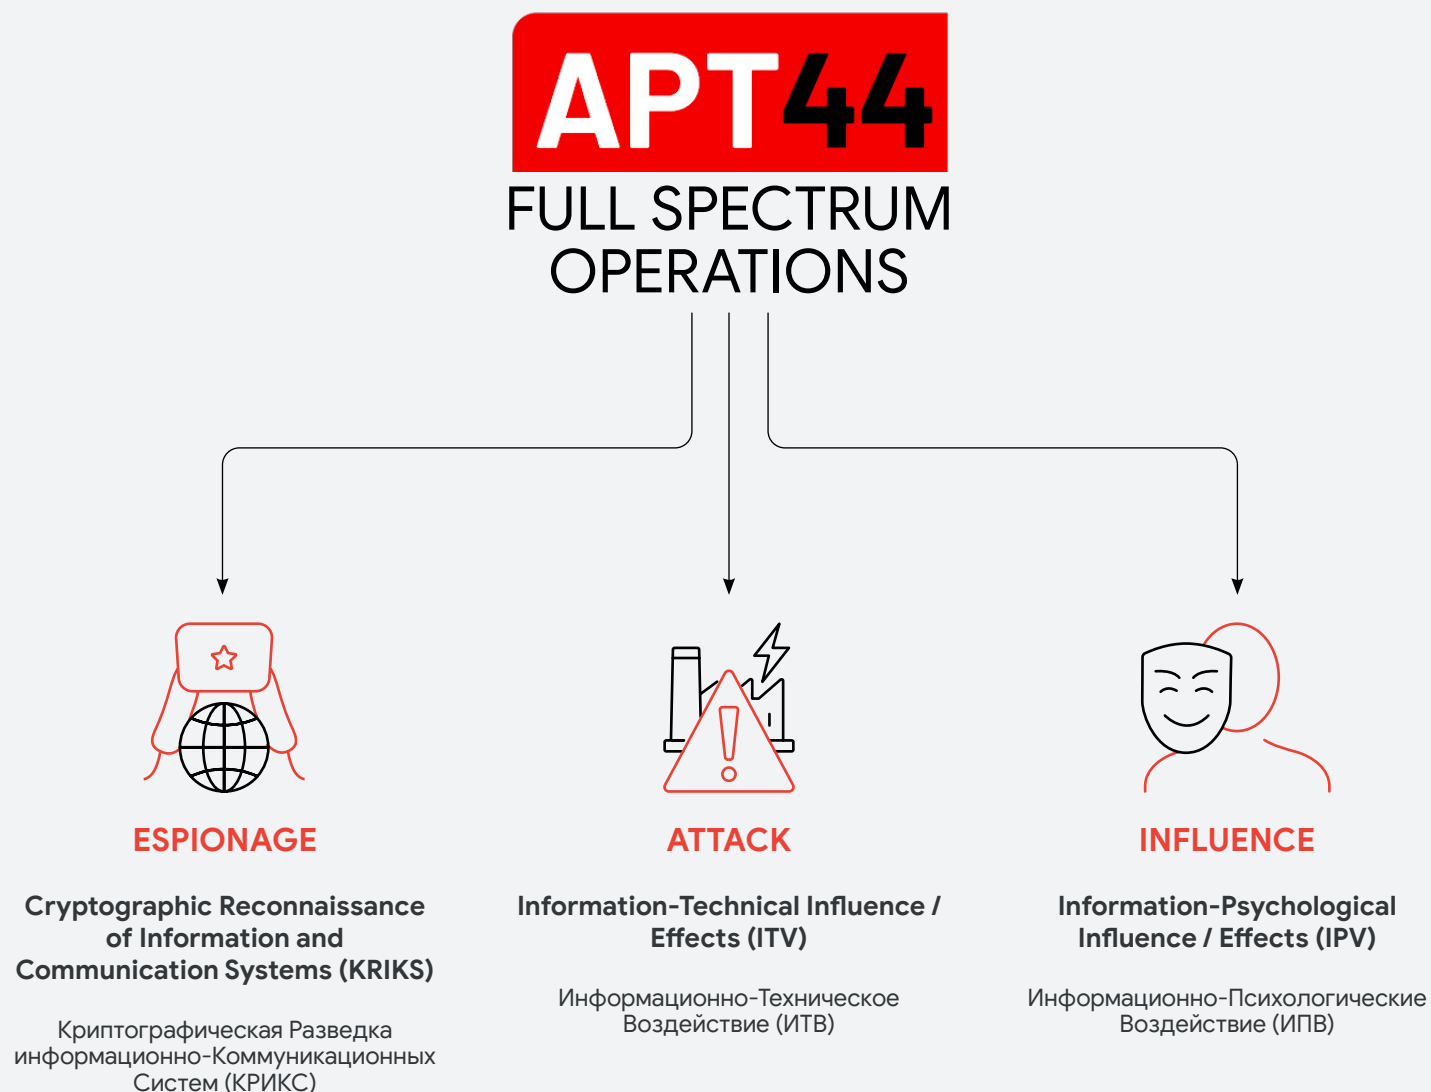 APT44
FULL SPECTRUM
OPERATIONS
ESPIONAGE
Cryptographic Reconnaissance
of Information and
Communication Systems (KRIKS)
Криптографическая Разведка
информационно-Коммуникационных
Систем (КРИКС)
ATTACK
Information-Technical Influence /
Effects (ITV)
Информационно-Техническое
Воздействие (ИТВ)
INFLUENCE
Information-Psychological
Influence / Effects (IPV)
Информационно-Психологические
Воздействие (ИПВ)